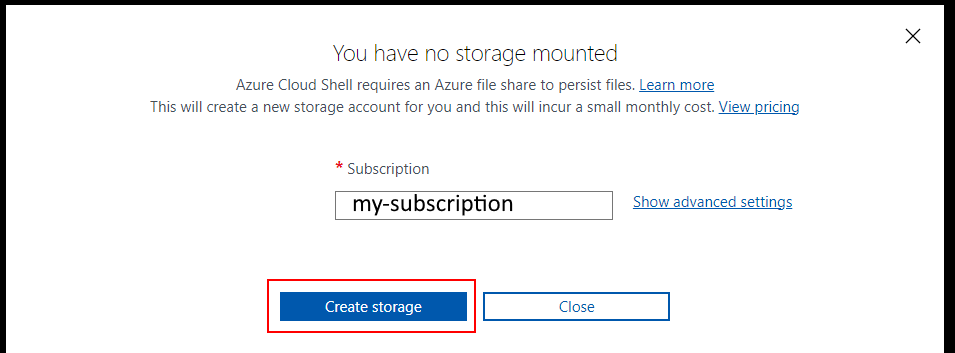 You have no storage mounted
Azure Cloud Shell requires an Azure file share to persist files. Learn more
This will create a new storage account for you and this will incur a small monthly cost. View pricing
* Subscription
my-subscription
Show advanced settings
Create storage
Close